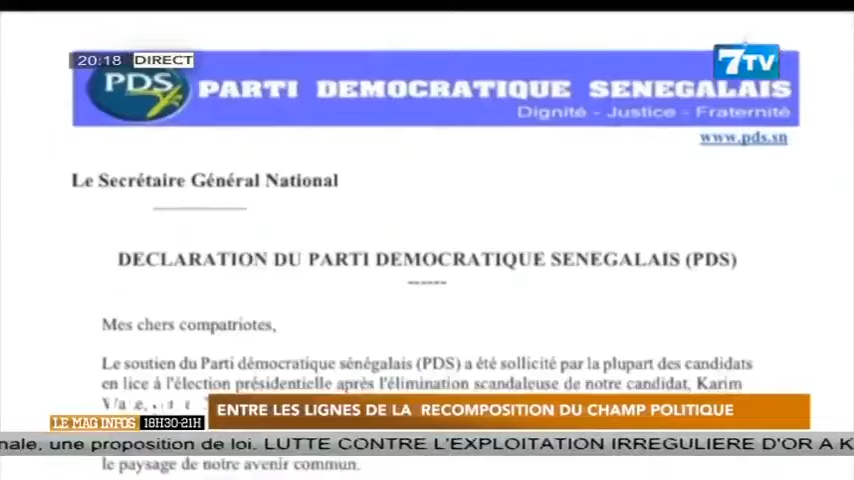 20:18 DIRECT
7TV
PDS
PARTI DEMOCRATIQUE SENEGALAIS
Dignité - Justice - Fraternité
www.pds.sn
Le Secrétaire Général National
DECLARATION DU PARTI DEMOCRATIQUE SENEGALAIS (PDS)
------
Mes chers compatriotes,
Le soutien du Parti démocratique sénégalais (PDS) a été sollicité par la plupart des candidats
en lice à l'élection présidentielle après l'élimination scandaleuse de notre candidat, Karim
ENTRE LES LIGNES DE LA RECOMPOSITION DU CHAMP POLITIQUE
LE MAG INFOS 18H30-21H
nale, une proposition de loi. LUTTE CONTRE L'EXPLOITATION IRREGULIERE D'OR A K
le paysage de notre avenir commun.